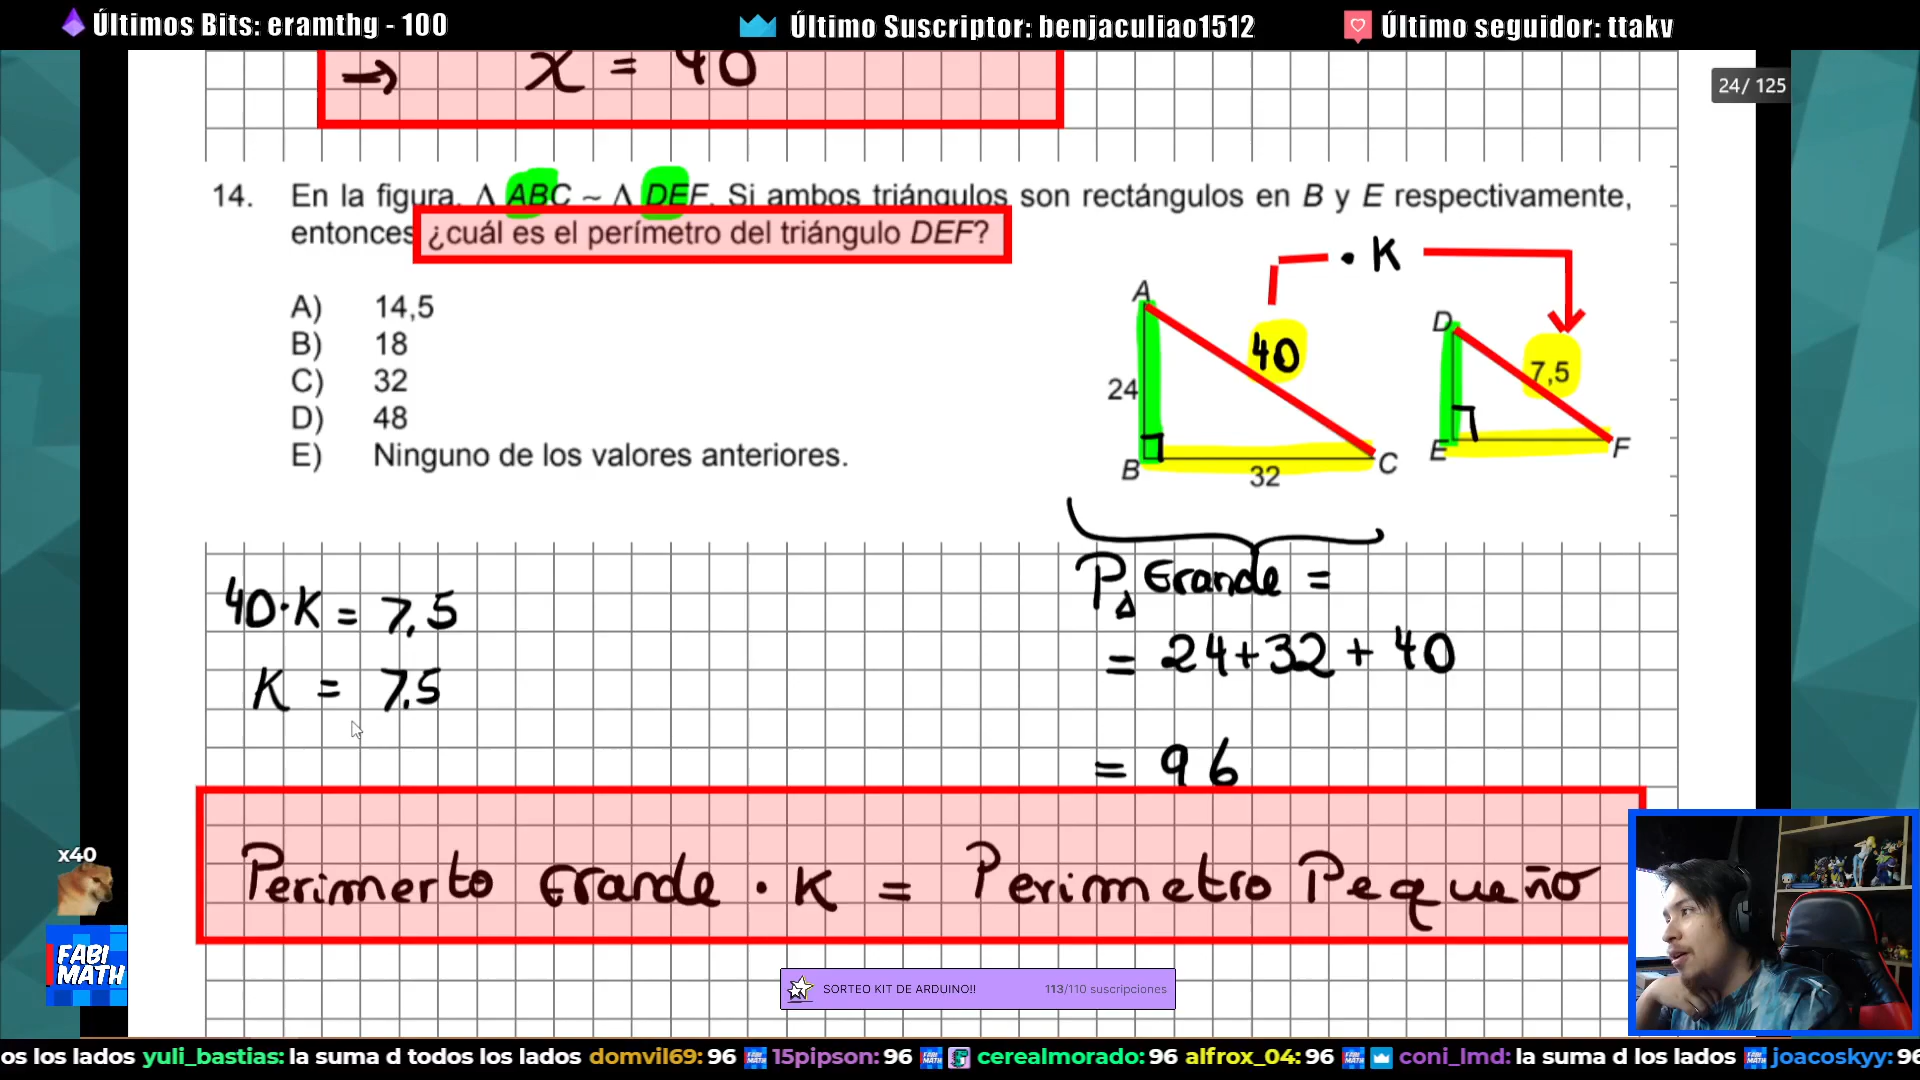 Últimos Bits: eramthg - 100
Último Suscriptor: benjaculiao1512
Último seguidor: ttakv
24/ 125
→ x = 40
14. En la figura, Δ ABC ~ Δ DEF. Si ambos triángulos son rectángulos en B y E respectivamente,
entonces ¿cuál es el perímetro del triángulo DEF?
A) 14,5
B) 18
C) 32
D) 48
E) Ninguno de los valores anteriores.
• K
A
40
24
B
32
C
D
7,5
E
F
P Δ Grande =
= 24+32+40
= 96
40·K = 7,5
K = 7,5
Perimerto Grande · K = Perimetro Pequeño
x40
FABI
MATH
SORTEO KIT DE ARDUINO!! 113/110 suscripciones
os los lados yuli_bastias: la suma d todos los lados domvil69: 96 15pipson: 96 cerealmorado: 96 alfrox_04: 96 coni_lmd: la suma d los lados joacoskyy: 96